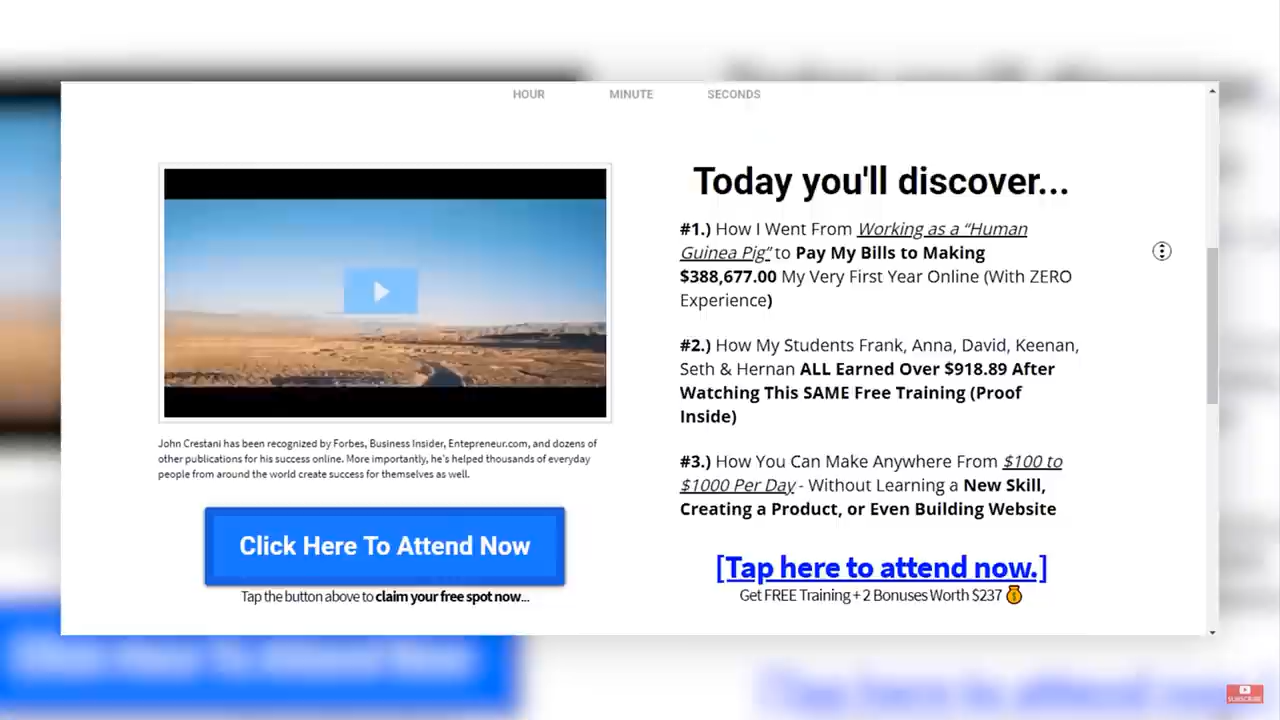 HOUR MINUTE SECONDS
Today you'll discover...
#1.) How I Went From Working as a “Human
Guinea Pig” to Pay My Bills to Making
$388,677.00 My Very First Year Online (With ZERO
Experience)
#2.) How My Students Frank, Anna, David, Keenan,
Seth & Hernan ALL Earned Over $918.89 After
Watching This SAME Free Training (Proof
Inside)
#3.) How You Can Make Anywhere From $100 to
$1000 Per Day - Without Learning a New Skill,
Creating a Product, or Even Building Website
[Tap here to attend now.]
Get FREE Training + 2 Bonuses Worth $237
John Crestani has been recognized by Forbes, Business Insider, Entepreneur.com, and dozens of
other publications for his success online. More importantly, he's helped thousands of everyday
people from around the world create success for themselves as well.
Click Here To Attend Now
Tap the button above to claim your free spot now...
SUBSCRIBE